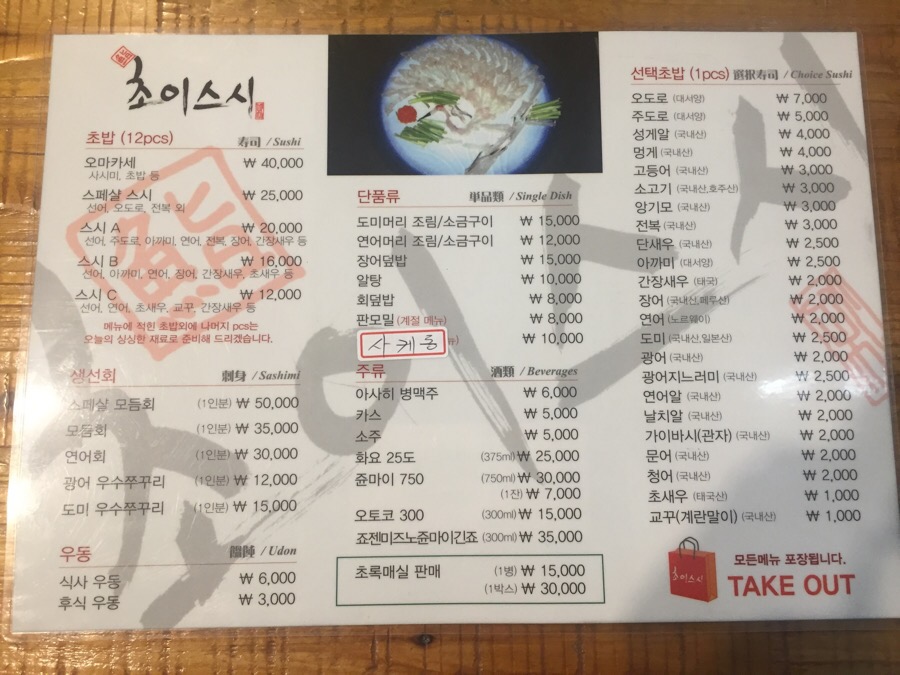 초이스시
초밥 (12pcs) 寿司 / Sushi
오마카세 ₩ 40,000
사시미, 초밥 등
스페샬 스시 ₩ 25,000
선어, 오도로, 전복 외
스시 A ₩ 20,000
선어, 주도로, 아까미, 연어, 전복, 장어, 간장새우 등
스시 B ₩ 16,000
선어, 아까미, 연어, 장어, 간장새우, 초새우 등
스시 C ₩ 12,000
선어, 연어, 초새우, 교꾸, 간장새우 등
메뉴에 적힌 초밥외에 나머지 pcs는
오늘의 싱싱한 재료로 준비해 드리겠습니다.
생선회 刺身 / Sashimi
스페샬 모듬회 (1인분) ₩ 50,000
모듬회 (1인분) ₩ 35,000
연어회 (1인분) ₩ 30,000
광어 우수쭈꾸리 (1인분) ₩ 12,000
도미 우수쭈꾸리 (1인분) ₩ 15,000
우동 饂飩 / Udon
식사 우동 ₩ 6,000
후식 우동 ₩ 3,000
단품류 単品類 / Single Dish
도미머리 조림/소금구이 ₩ 15,000
연어머리 조림/소금구이 ₩ 12,000
장어덮밥 ₩ 15,000
알탕 ₩ 10,000
회덮밥 ₩ 8,000
판모밀 (계절 메뉴) ₩ 8,000
사케동 ₩ 10,000
주류 酒類 / Beverages
아사히 병맥주 ₩ 6,000
카스 ₩ 5,000
소주 ₩ 5,000
화요 25도 (375ml) ₩ 25,000
쥰마이 750 (750ml) ₩ 30,000
(1잔) ₩ 7,000
오토코 300 (300ml) ₩ 15,000
죠젠미즈노쥰마이긴죠 (300ml) ₩ 35,000
초록매실 판매 (1병) ₩ 15,000
(1박스) ₩ 30,000
선택초밥 (1pcs) 選択寿司 / Choice Sushi
오도로 (대서양) ₩ 7,000
주도로 (대서양) ₩ 5,000
성게알 (국내산) ₩ 4,000
멍게 (국내산) ₩ 4,000
고등어 (국내산) ₩ 3,000
소고기 (국내산,호주산) ₩ 3,000
앙기모 (국내산) ₩ 3,000
전복 (국내산) ₩ 3,000
단새우 (국내산) ₩ 2,500
아까미 (대서양) ₩ 2,500
간장새우 (태국) ₩ 2,000
장어 (국내산,페루산) ₩ 2,000
연어 (노르웨이) ₩ 2,000
도미 (국내산,일본산) ₩ 2,000
광어 (국내산) ₩ 2,000
광어지느러미 (국내산) ₩ 2,500
연어알 (국내산) ₩ 2,000
날치알 (국내산) ₩ 2,000
가이바시(관자) (국내산) ₩ 2,000
문어 (국내산) ₩ 2,000
청어 (국내산) ₩ 2,000
초새우 (태국산) ₩ 1,000
교꾸(계란말이) (국내산) ₩ 1,000
초이스시
모든메뉴 포장됩니다.
TAKE OUT